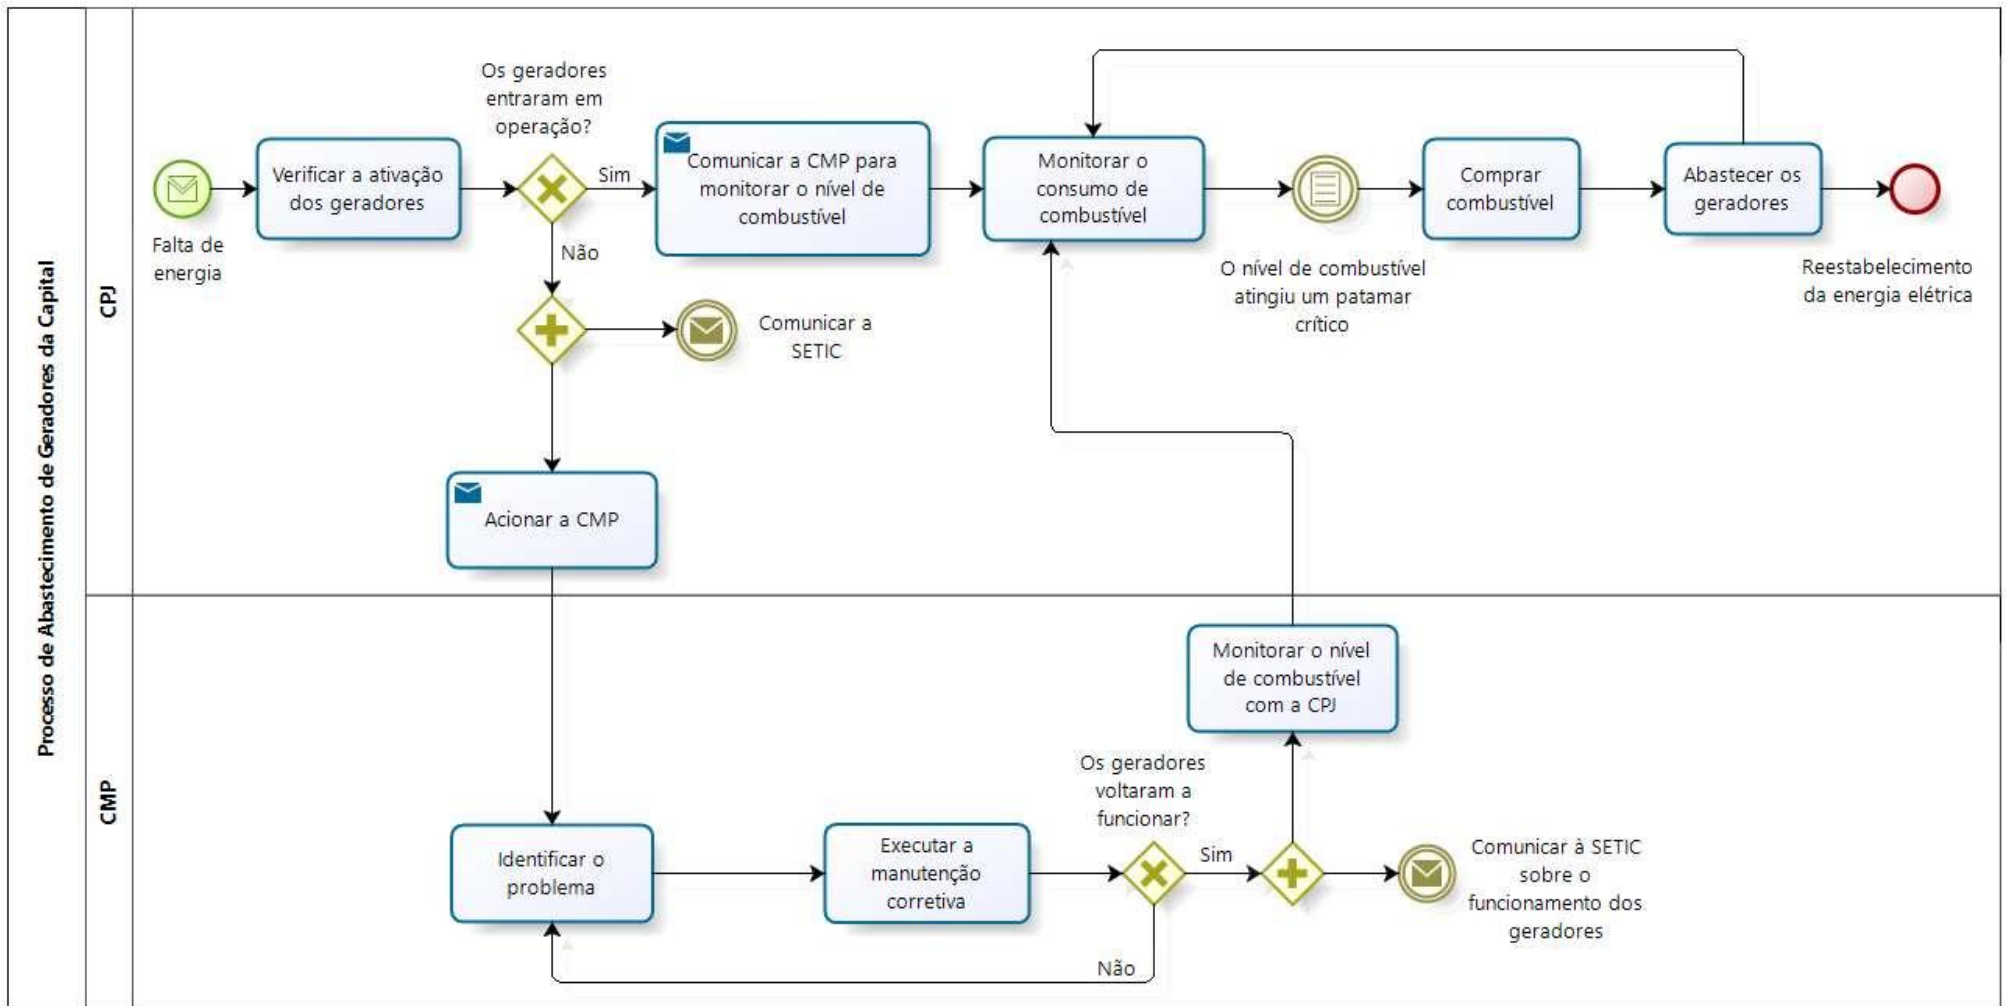 Processo de Abastecimento de Geradores da Capital
CPJ
Falta de
energia
Verificar a ativação
dos geradores
Os geradores
entraram em
operação?
Sim
Não
Comunicar a CMP para
monitorar o nível de
combustível
Monitorar o
consumo de
combustível
O nível de combustível
atingiu um patamar
crítico
Comprar
combustível
Abastecer os
geradores
Reestabelecimento
da energia elétrica
Comunicar a
SETIC
Acionar a CMP
CMP
Identificar o
problema
Executar a
manutenção
corretiva
Os geradores
voltaram a
funcionar?
Sim
Não
Monitorar o nível
de combustível
com a CPJ
Comunicar à SETIC
sobre o
funcionamento dos
geradores